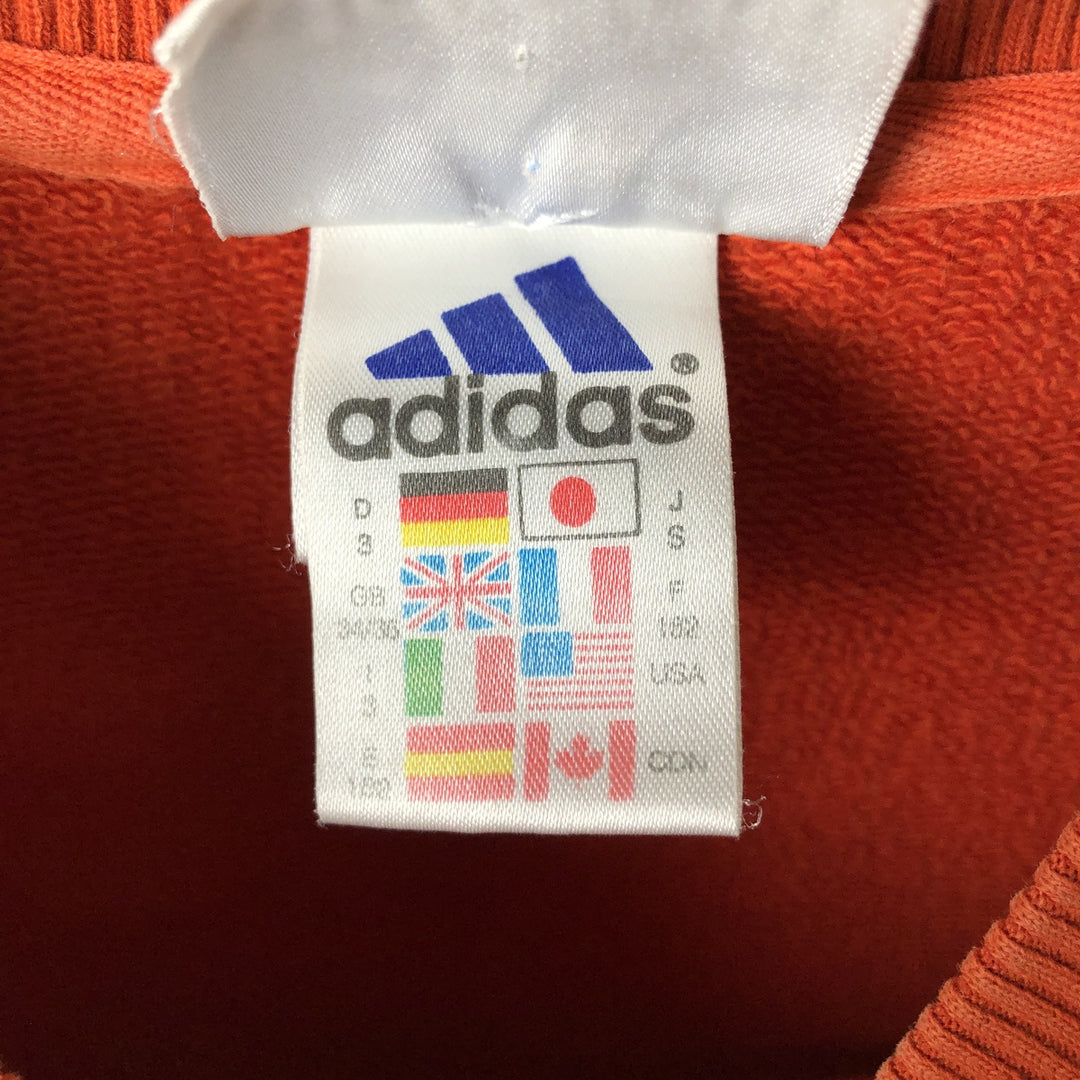 adidas®
D J
3 S
GB F
34/36 162
I USA
3
E CDN
162